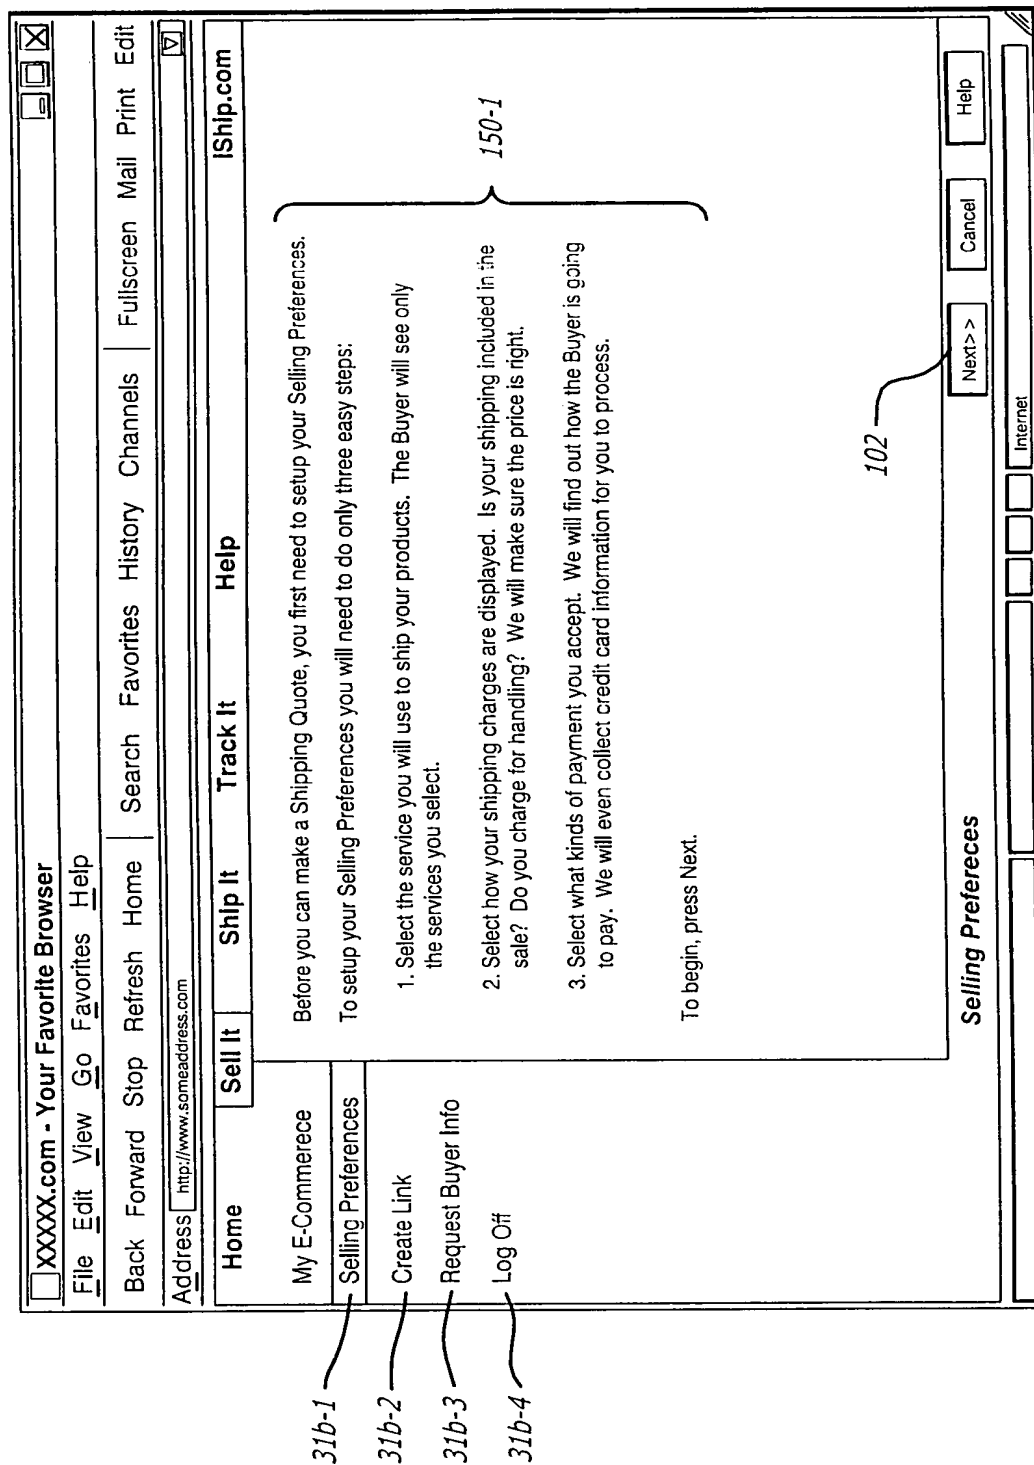 XXXXX.com - Your Favorite Browser
File Edit View Go Favorites Help
Back Forward Stop Refresh Home Search Favorites History Channels Fullscreen Mail Print Edit
Address http://www.someaddress.com
Home Sell It Ship It Track It Help IShip.com
My E-Commerece
Selling Preferences
Create Link
Request Buyer Info
Log Off
31b-1
31b-2
31b-3
31b-4
Before you can make a Shipping Quote, you first need to setup your Selling Preferences.
To setup your Selling Preferences you will need to do only three easy steps:
1. Select the service you will use to ship your products. The Buyer will see only
the services you select.
2. Select how your shipping charges are displayed. Is your shipping included in the
sale? Do you charge for handling? We will make sure the price is right.
3. Select what kinds of payment you accept. We will find out how the Buyer is going
to pay. We will even collect credit card information for you to process.
To begin, press Next.
150-1
102
Selling Prefereces
Next>>
Cancel
Help
Internet